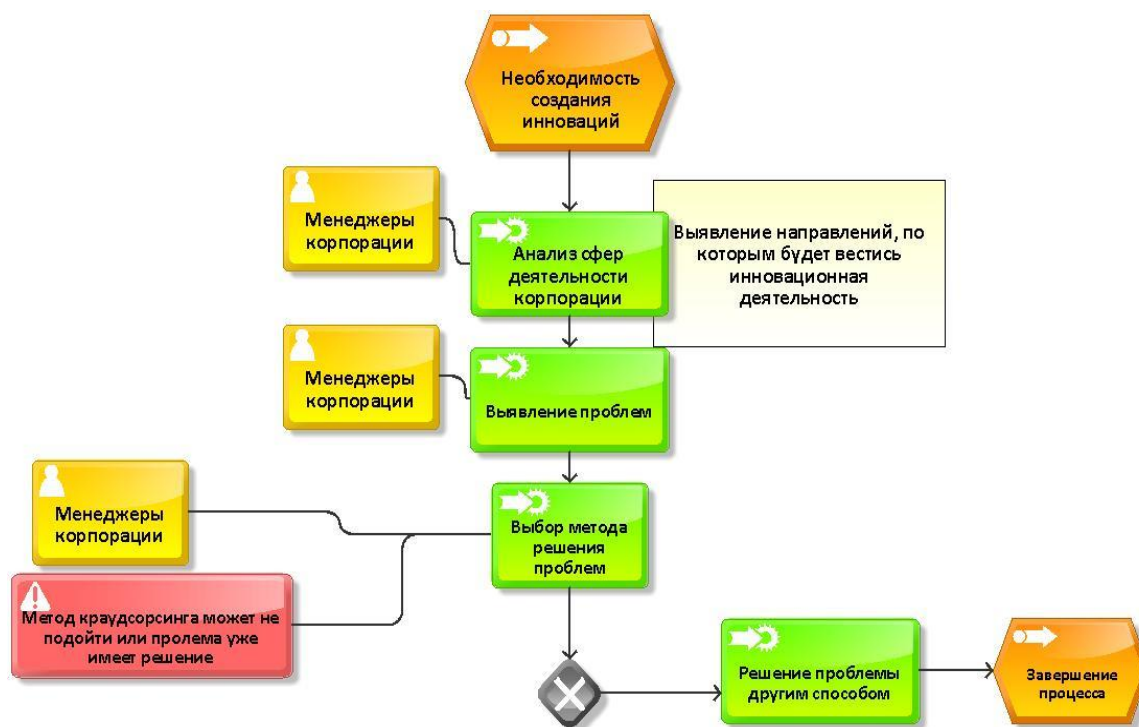 Необходимость
создания
инноваций
Менеджеры
корпорации
Анализ сфер
деятельности
корпорации
Выявление направлений, по
которым будет вестись
инновационная
деятельность
Менеджеры
корпорации
Выявление проблем
Менеджеры
корпорации
Выбор метода
решения
проблем
Метод краудсорсинга может не
подойти или пролема уже
имеет решение
Решение проблемы
другим способом
Завершение
процесса